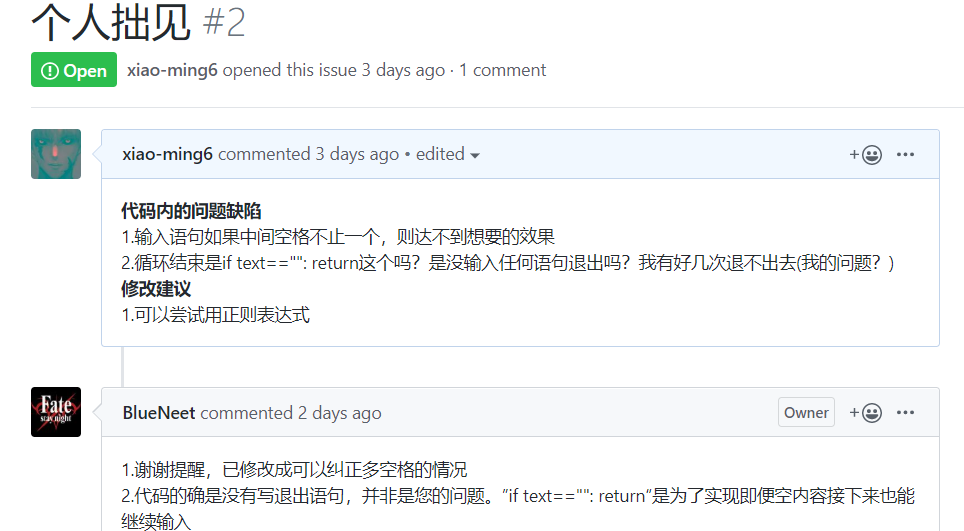 个人拙见 #2
Open xiao-ming6 opened this issue 3 days ago · 1 comment
xiao-ming6 commented 3 days ago • edited
代码内的问题缺陷
1.输入语句如果中间空格不止一个，则达不到想要的效果
2.循环结束是if text=="": return这个吗？是没输入任何语句退出吗？我有好几次退不出去(我的问题？)
修改建议
1.可以尝试用正则表达式
Fate
stay night
BlueNeet commented 2 days ago Owner
1.谢谢提醒，已修改成可以纠正多空格的情况
2.代码的确是没有写退出语句，并非是您的问题。”if text=="": return”是为了实现即便空内容接下来也能
继续输入